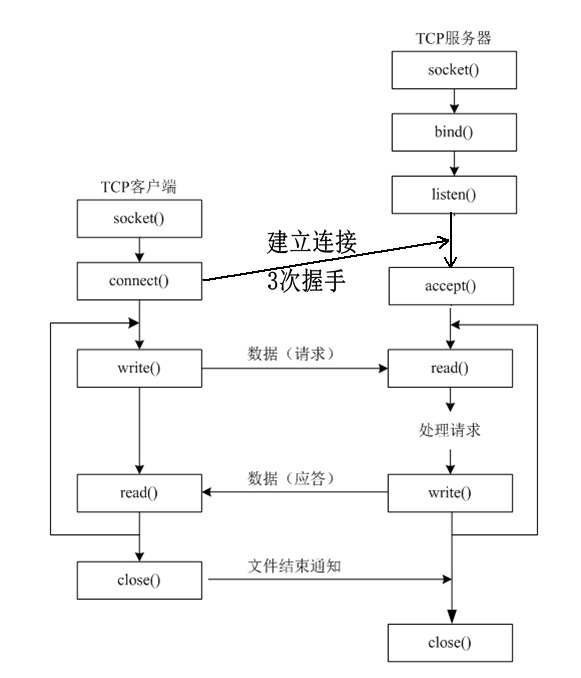 TCP服务器
socket()
bind()
listen()
TCP客户端
socket()
建立连接
3次握手
connect()
accept()
write()
数据（请求）
read()
处理请求
read()
数据（应答）
write()
close()
文件结束通知
close()